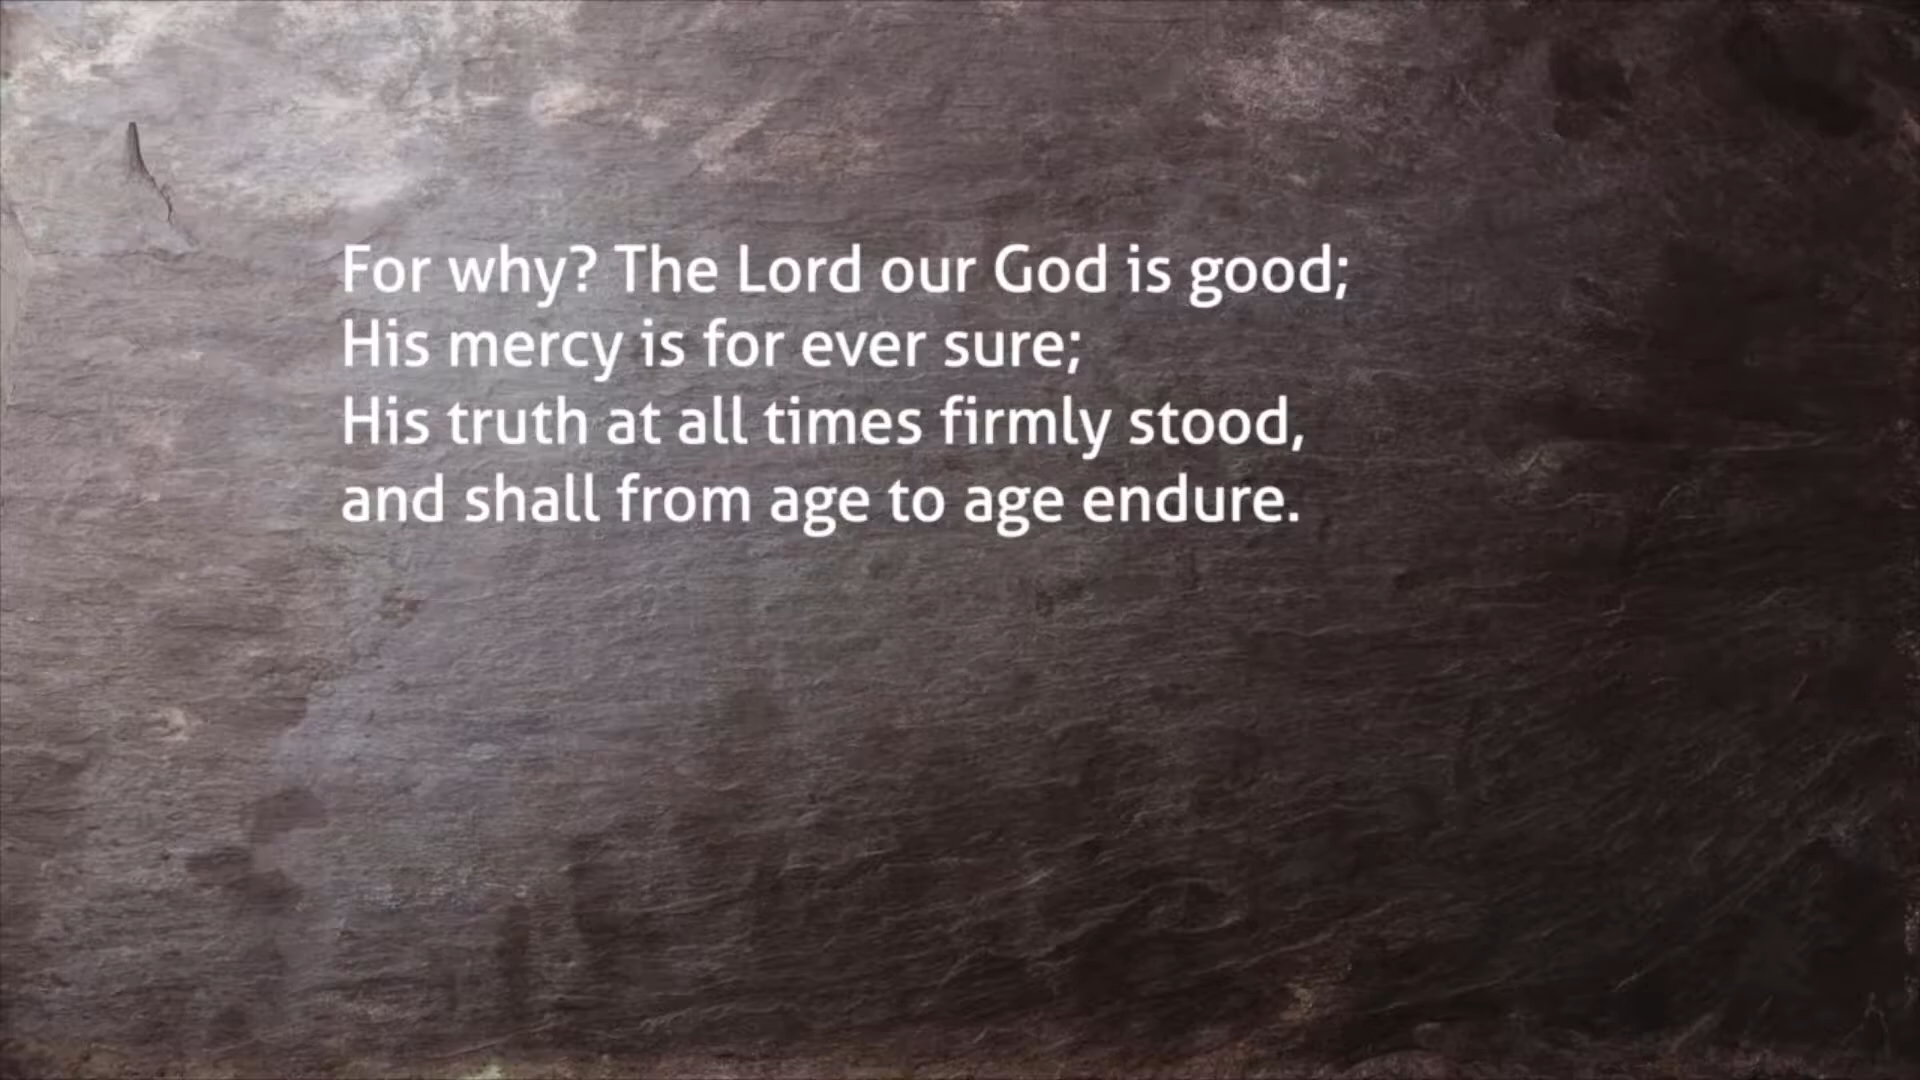 For why? The Lord our God is good;
His mercy is for ever sure;
His truth at all times firmly stood,
and shall from age to age endure.